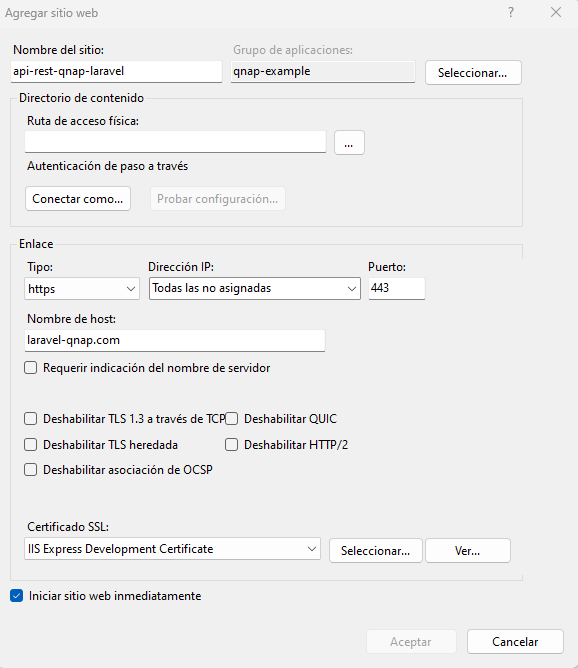 Agregar sitio web
Nombre del sitio: Grupo de aplicaciones:
api-rest-qnap-laravel qnap-example Seleccionar...
Directorio de contenido
Ruta de acceso física:
...
Autenticación de paso a través
Conectar como... Probar configuración...
Enlace
Tipo: Dirección IP: Puerto:
https Todas las no asignadas 443
Nombre de host:
laravel-qnap.com
Requerir indicación del nombre de servidor
Deshabilitar TLS 1.3 a través de TCP Deshabilitar QUIC
Deshabilitar TLS heredada Deshabilitar HTTP/2
Deshabilitar asociación de OCSP
Certificado SSL:
IIS Express Development Certificate Seleccionar... Ver...
Iniciar sitio web inmediatamente
Aceptar Cancelar